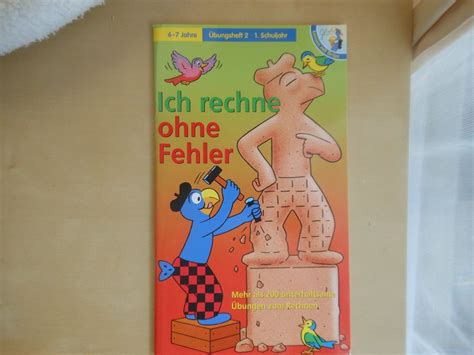 6-7 Jahre Übungsheft 2 1. Schuljahr
Ich rechne
ohne
Fehler
Mehr als 200 unterhaltsame
Übungen zum Rechnen